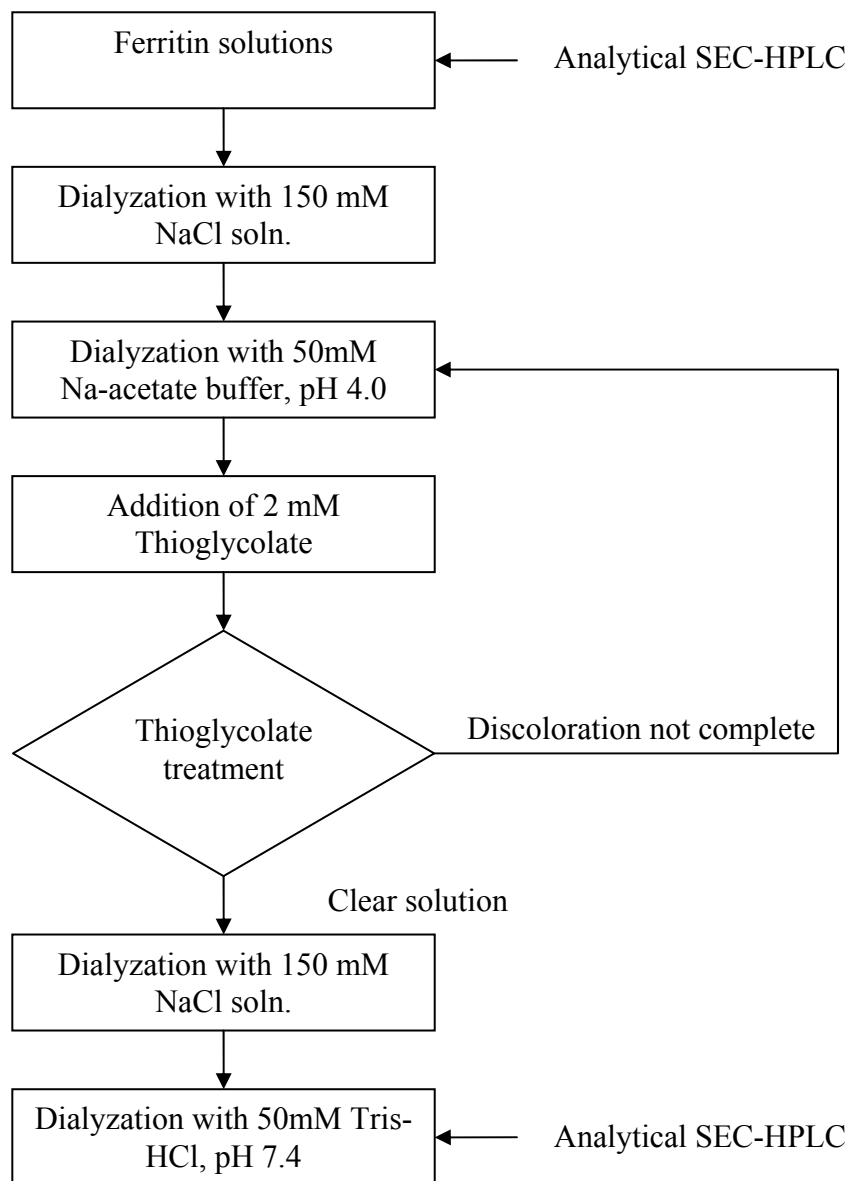 Ferritin solutions
Analytical SEC-HPLC
Dialyzation with 150 mM
NaCl soln.
Dialyzation with 50mM
Na-acetate buffer, pH 4.0
Addition of 2 mM
Thioglycolate
Thioglycolate
treatment
Discoloration not complete
Clear solution
Dialyzation with 150 mM
NaCl soln.
Dialyzation with 50mM Tris-
HCl, pH 7.4
Analytical SEC-HPLC